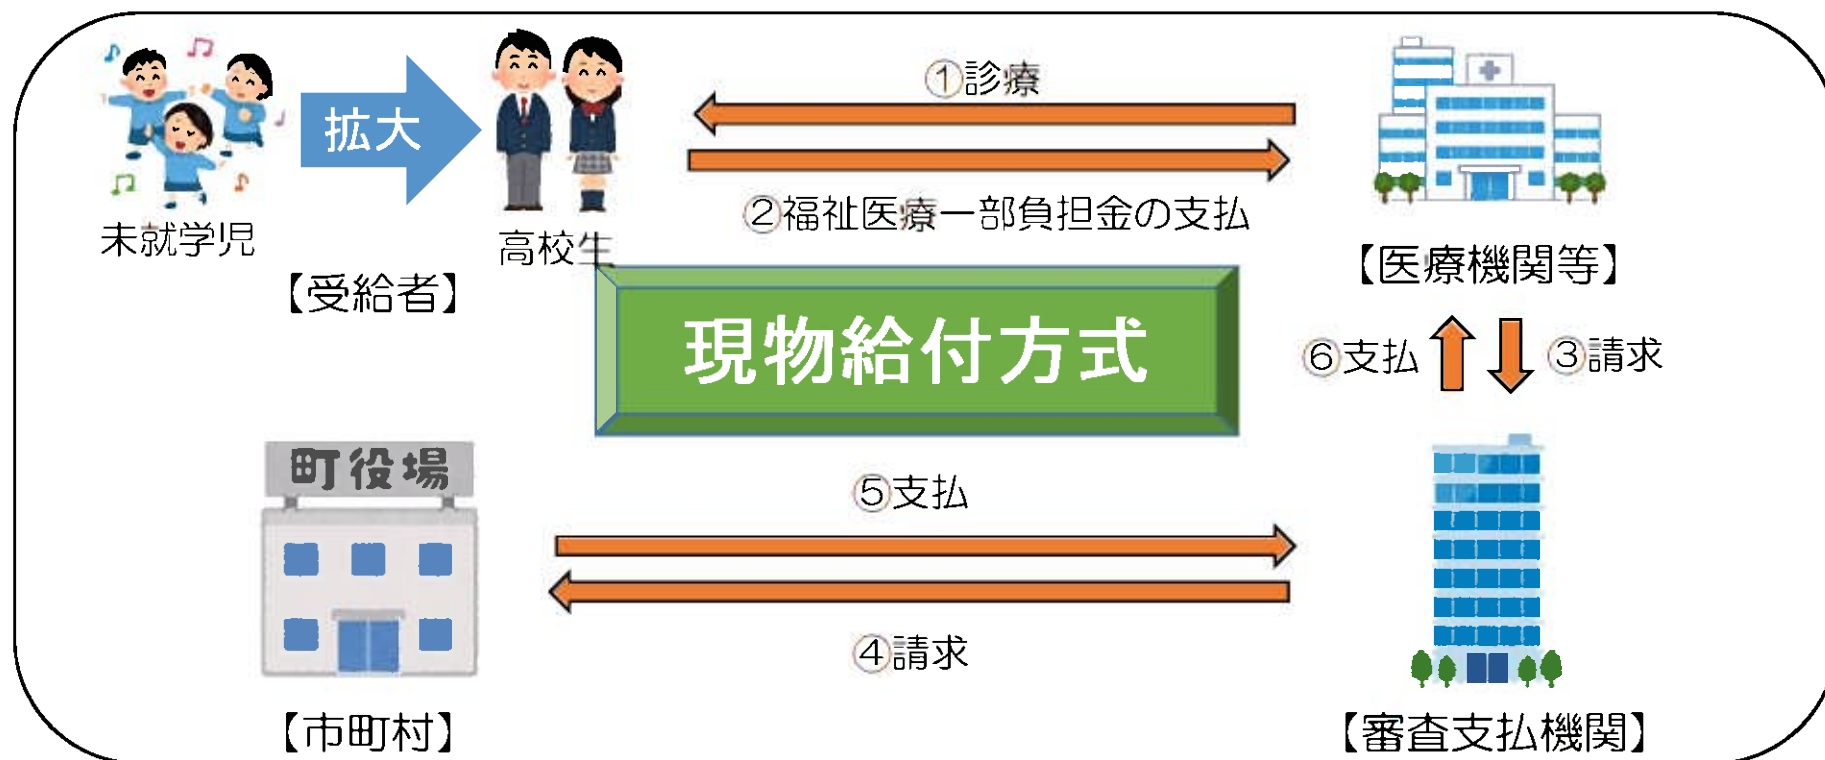 拡大
①診療
②福祉医療一部負担金の支払
未就学児
高校生
【受給者】
【医療機関等】
現物給付方式
⑥支払
③請求
町役場
⑤支払
④請求
【市町村】
【審査支払機関】